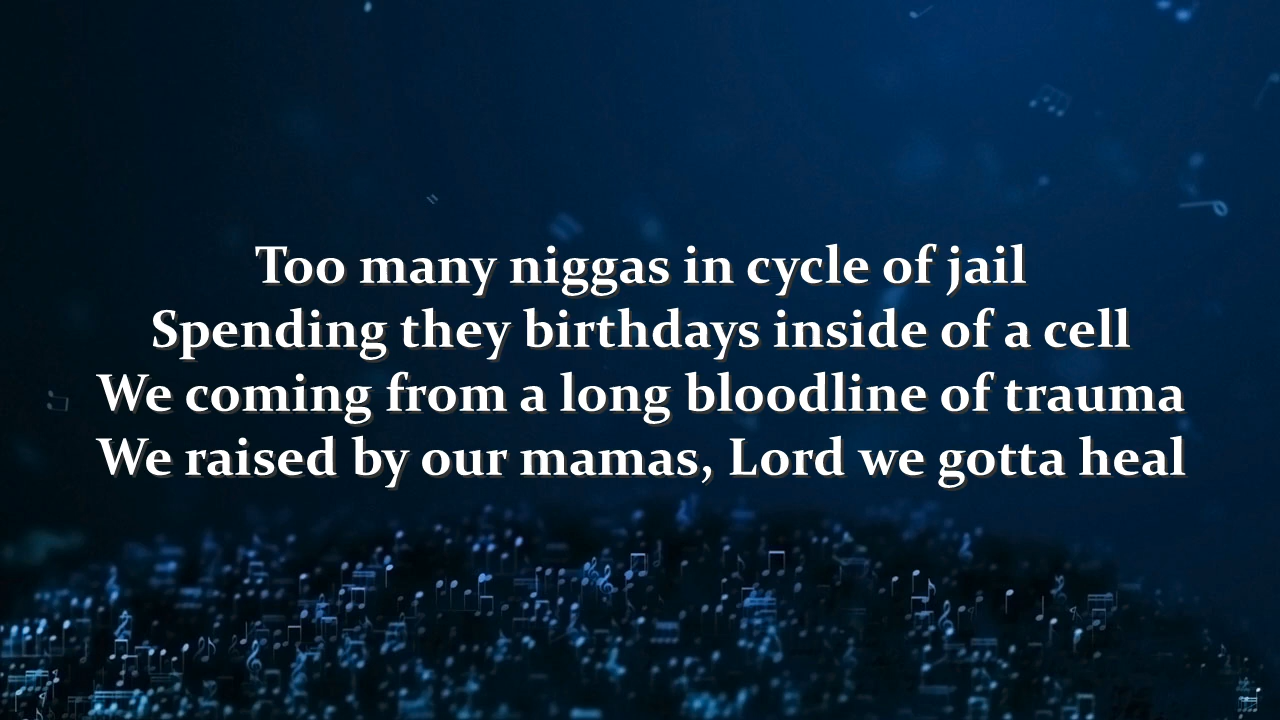 Too many niggas in cycle of jail
Spending they birthdays inside of a cell
We coming from a long bloodline of trauma
We raised by our mamas, Lord we gotta heal